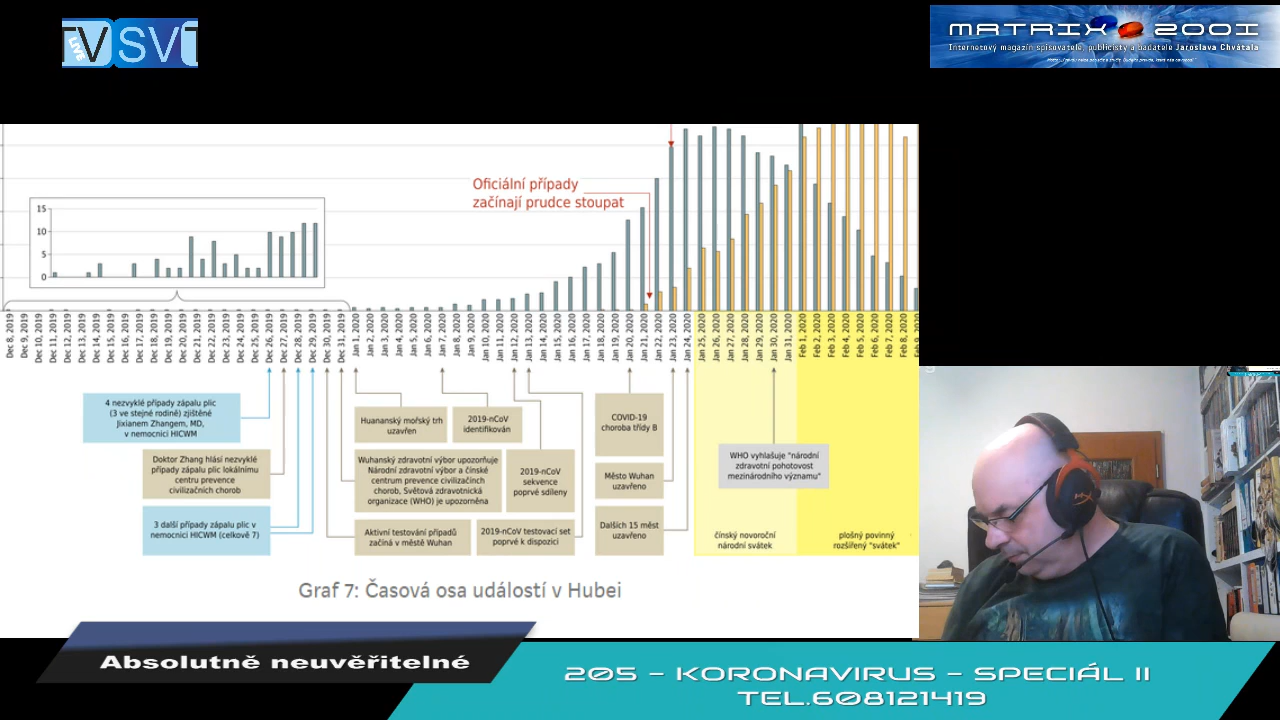 LIVE
TVSVT
MATRIX 2001
Internetový magazín spisovatele, publicisty a badatele Jaroslava Chvátala
Oficiální případy
začínají prudce stoupat
15
10
5
0
Dec 8, 2019
Dec 9, 2019
Dec 10, 2019
Dec 11, 2019
Dec 12, 2019
Dec 13, 2019
Dec 14, 2019
Dec 15, 2019
Dec 16, 2019
Dec 17, 2019
Dec 18, 2019
Dec 19, 2019
Dec 20, 2019
Dec 21, 2019
Dec 22, 2019
Dec 23, 2019
Dec 24, 2019
Dec 25, 2019
Dec 26, 2019
Dec 27, 2019
Dec 28, 2019
Dec 29, 2019
Dec 30, 2019
Dec 31, 2019
Jan 1, 2020
Jan 2, 2020
Jan 3, 2020
Jan 4, 2020
Jan 5, 2020
Jan 6, 2020
Jan 7, 2020
Jan 8, 2020
Jan 9, 2020
Jan 10, 2020
Jan 11, 2020
Jan 12, 2020
Jan 13, 2020
Jan 14, 2020
Jan 15, 2020
Jan 16, 2020
Jan 17, 2020
Jan 18, 2020
Jan 19, 2020
Jan 20, 2020
Jan 21, 2020
Jan 22, 2020
Jan 23, 2020
Jan 24, 2020
Jan 25, 2020
Jan 26, 2020
Jan 27, 2020
Jan 28, 2020
Jan 29, 2020
Jan 30, 2020
Jan 31, 2020
Feb 1, 2020
Feb 2, 2020
Feb 3, 2020
Feb 4, 2020
Feb 5, 2020
Feb 6, 2020
Feb 7, 2020
Feb 8, 2020
Feb 9, 2020
4 nezvyklé případy zápalu plic
(3 ve stejné rodině) zjištěné
Jixianem Zhangem, MD,
v nemocnici HICWM
Doktor Zhang hlásí nezvyklé
případy zápalu plic lokálnímu
centru prevence
civilizačních chorob
3 další případy zápalu plic v
nemocnici HICWM (celkově 7)
Huananský mořský trh
uzavřen
2019-nCoV
identifikován
Wuhanský zdravotní výbor upozorňuje
Národní zdravotní výbor a čínské
centrum prevence civilizačních
chorob, Světová zdravotnická
organizace (WHO) je upozorněna
2019-nCoV
sekvence
poprvé sdíleny
Aktivní testování případů
začíná v městě Wuhan
2019-nCoV testovací set
poprvé k dispozici
COVID-19
choroba třídy B
Město Wuhan
uzavřeno
Dalších 15 měst
uzavřeno
WHO vyhlašuje "národní
zdravotní pohotovost
mezinárodního významu"
čínský novoroční
národní svátek
plošný povinný
rozšířený "svátek"
Graf 7: Časová osa událostí v Hubei
Absolutně neuvěřitelné
205 - KORONAVIRUS - SPECIÁL II
TEL.608121419